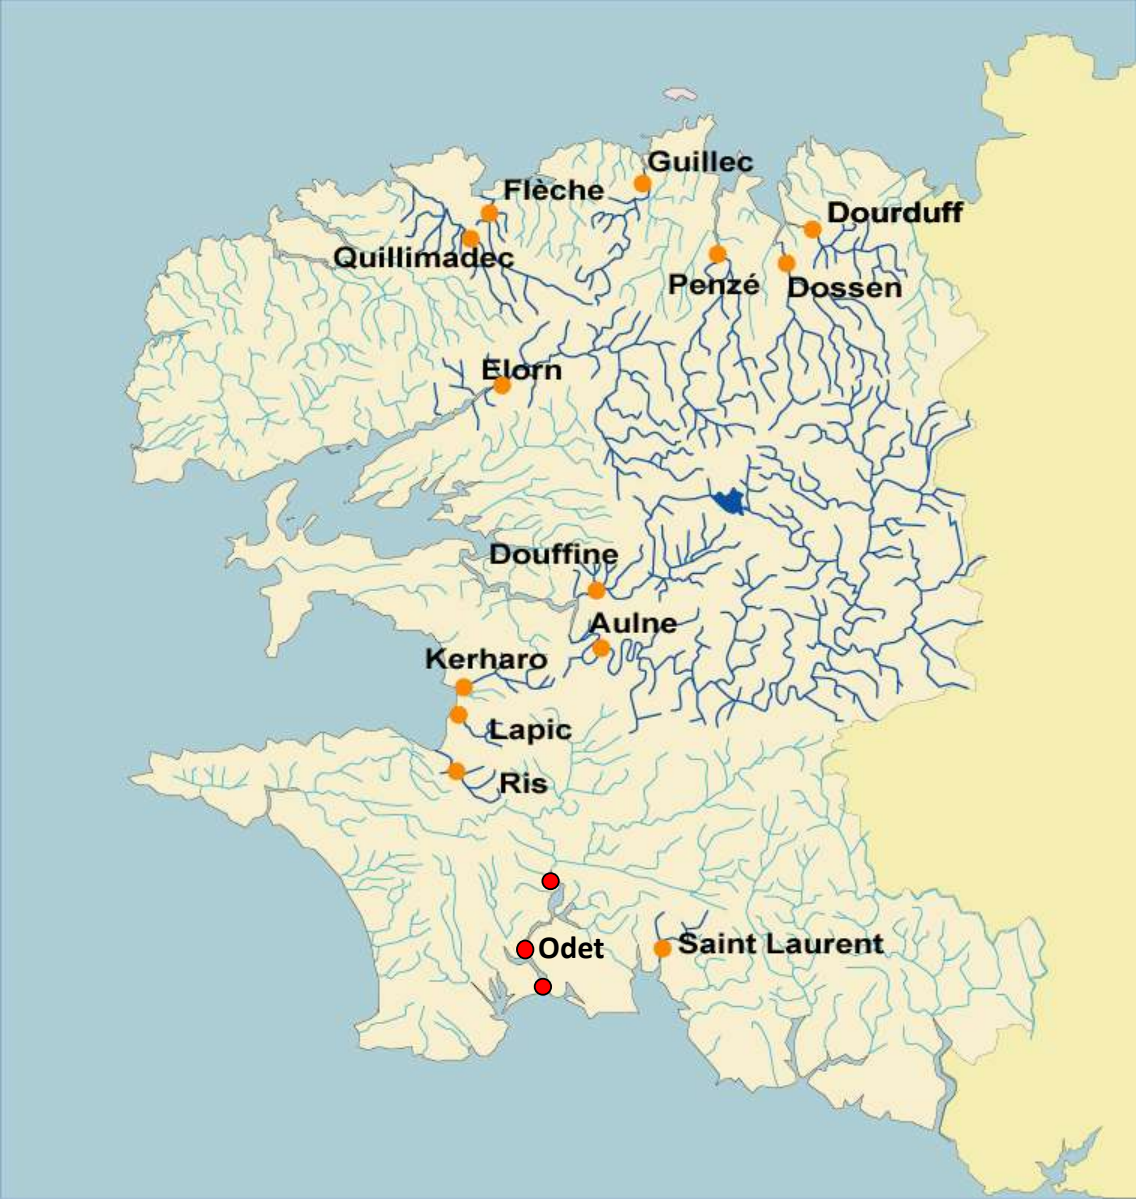 Guillec
Flèche
Dourduff
Quillimadec
Penzé
Dossen
Elorn
Douffine
Aulne
Kerharo
Lapic
Ris
Saint Laurent
Odet